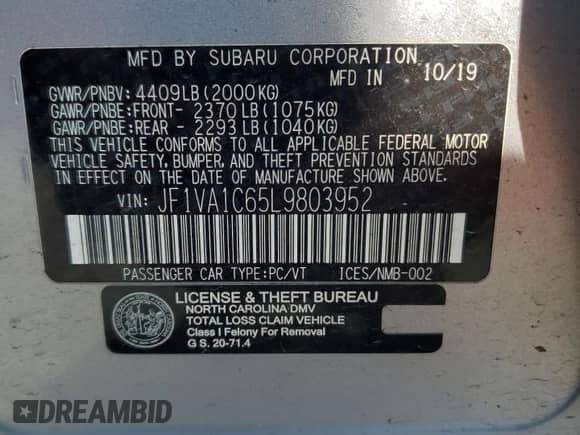 MFD BY SUBARU CORPORATION
MFD IN 10/19
GVWR/PNBV: 4409LB(2000KG)
GAWR/PNBE:FRONT- 2370 LB(1075KG)
GAWR/PNBE:REAR - 2293 LB(1040KG)
THIS VEHICLE CONFORMS TO ALL APPLICABLE FEDERAL MOTOR
VEHICLE SAFETY, BUMPER, AND THEFT PREVENTION STANDARDS
IN EFFECT ON THE DATE OF MANUFACTURE SHOWN ABOVE.
VIN: JF1VA1C65L9803952
PASSENGER CAR TYPE:PC/VT ICES/NMB-002
LICENSE & THEFT BUREAU
NORTH CAROLINA DMV
TOTAL LOSS CLAIM VEHICLE
Class I Felony For Removal
G S. 20-71.4
DREAMBID